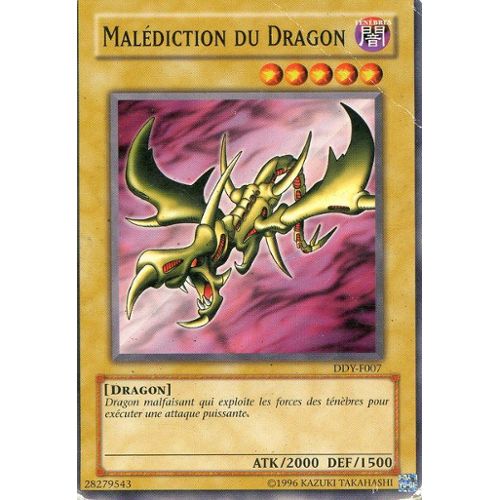 MALÉDICTION DU DRAGON
TÉNÈBRES
闇
DDY-F007
[DRAGON]
Dragon malfaisant qui exploite les forces des ténèbres pour
exécuter une attaque puissante.
ATK/2000 DEF/1500
28279543
©1996 KAZUKI TAKAHASHI